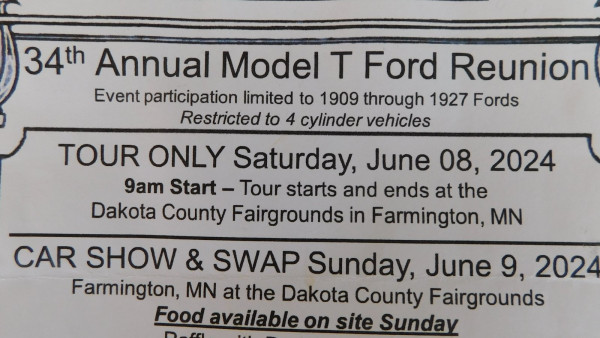 34th Annual Model T Ford Reunion
Event participation limited to 1909 through 1927 Fords
Restricted to 4 cylinder vehicles
TOUR ONLY Saturday, June 08, 2024
9am Start – Tour starts and ends at the
Dakota County Fairgrounds in Farmington, MN
CAR SHOW & SWAP Sunday, June 9, 2024
Farmington, MN at the Dakota County Fairgrounds
Food available on site Sunday